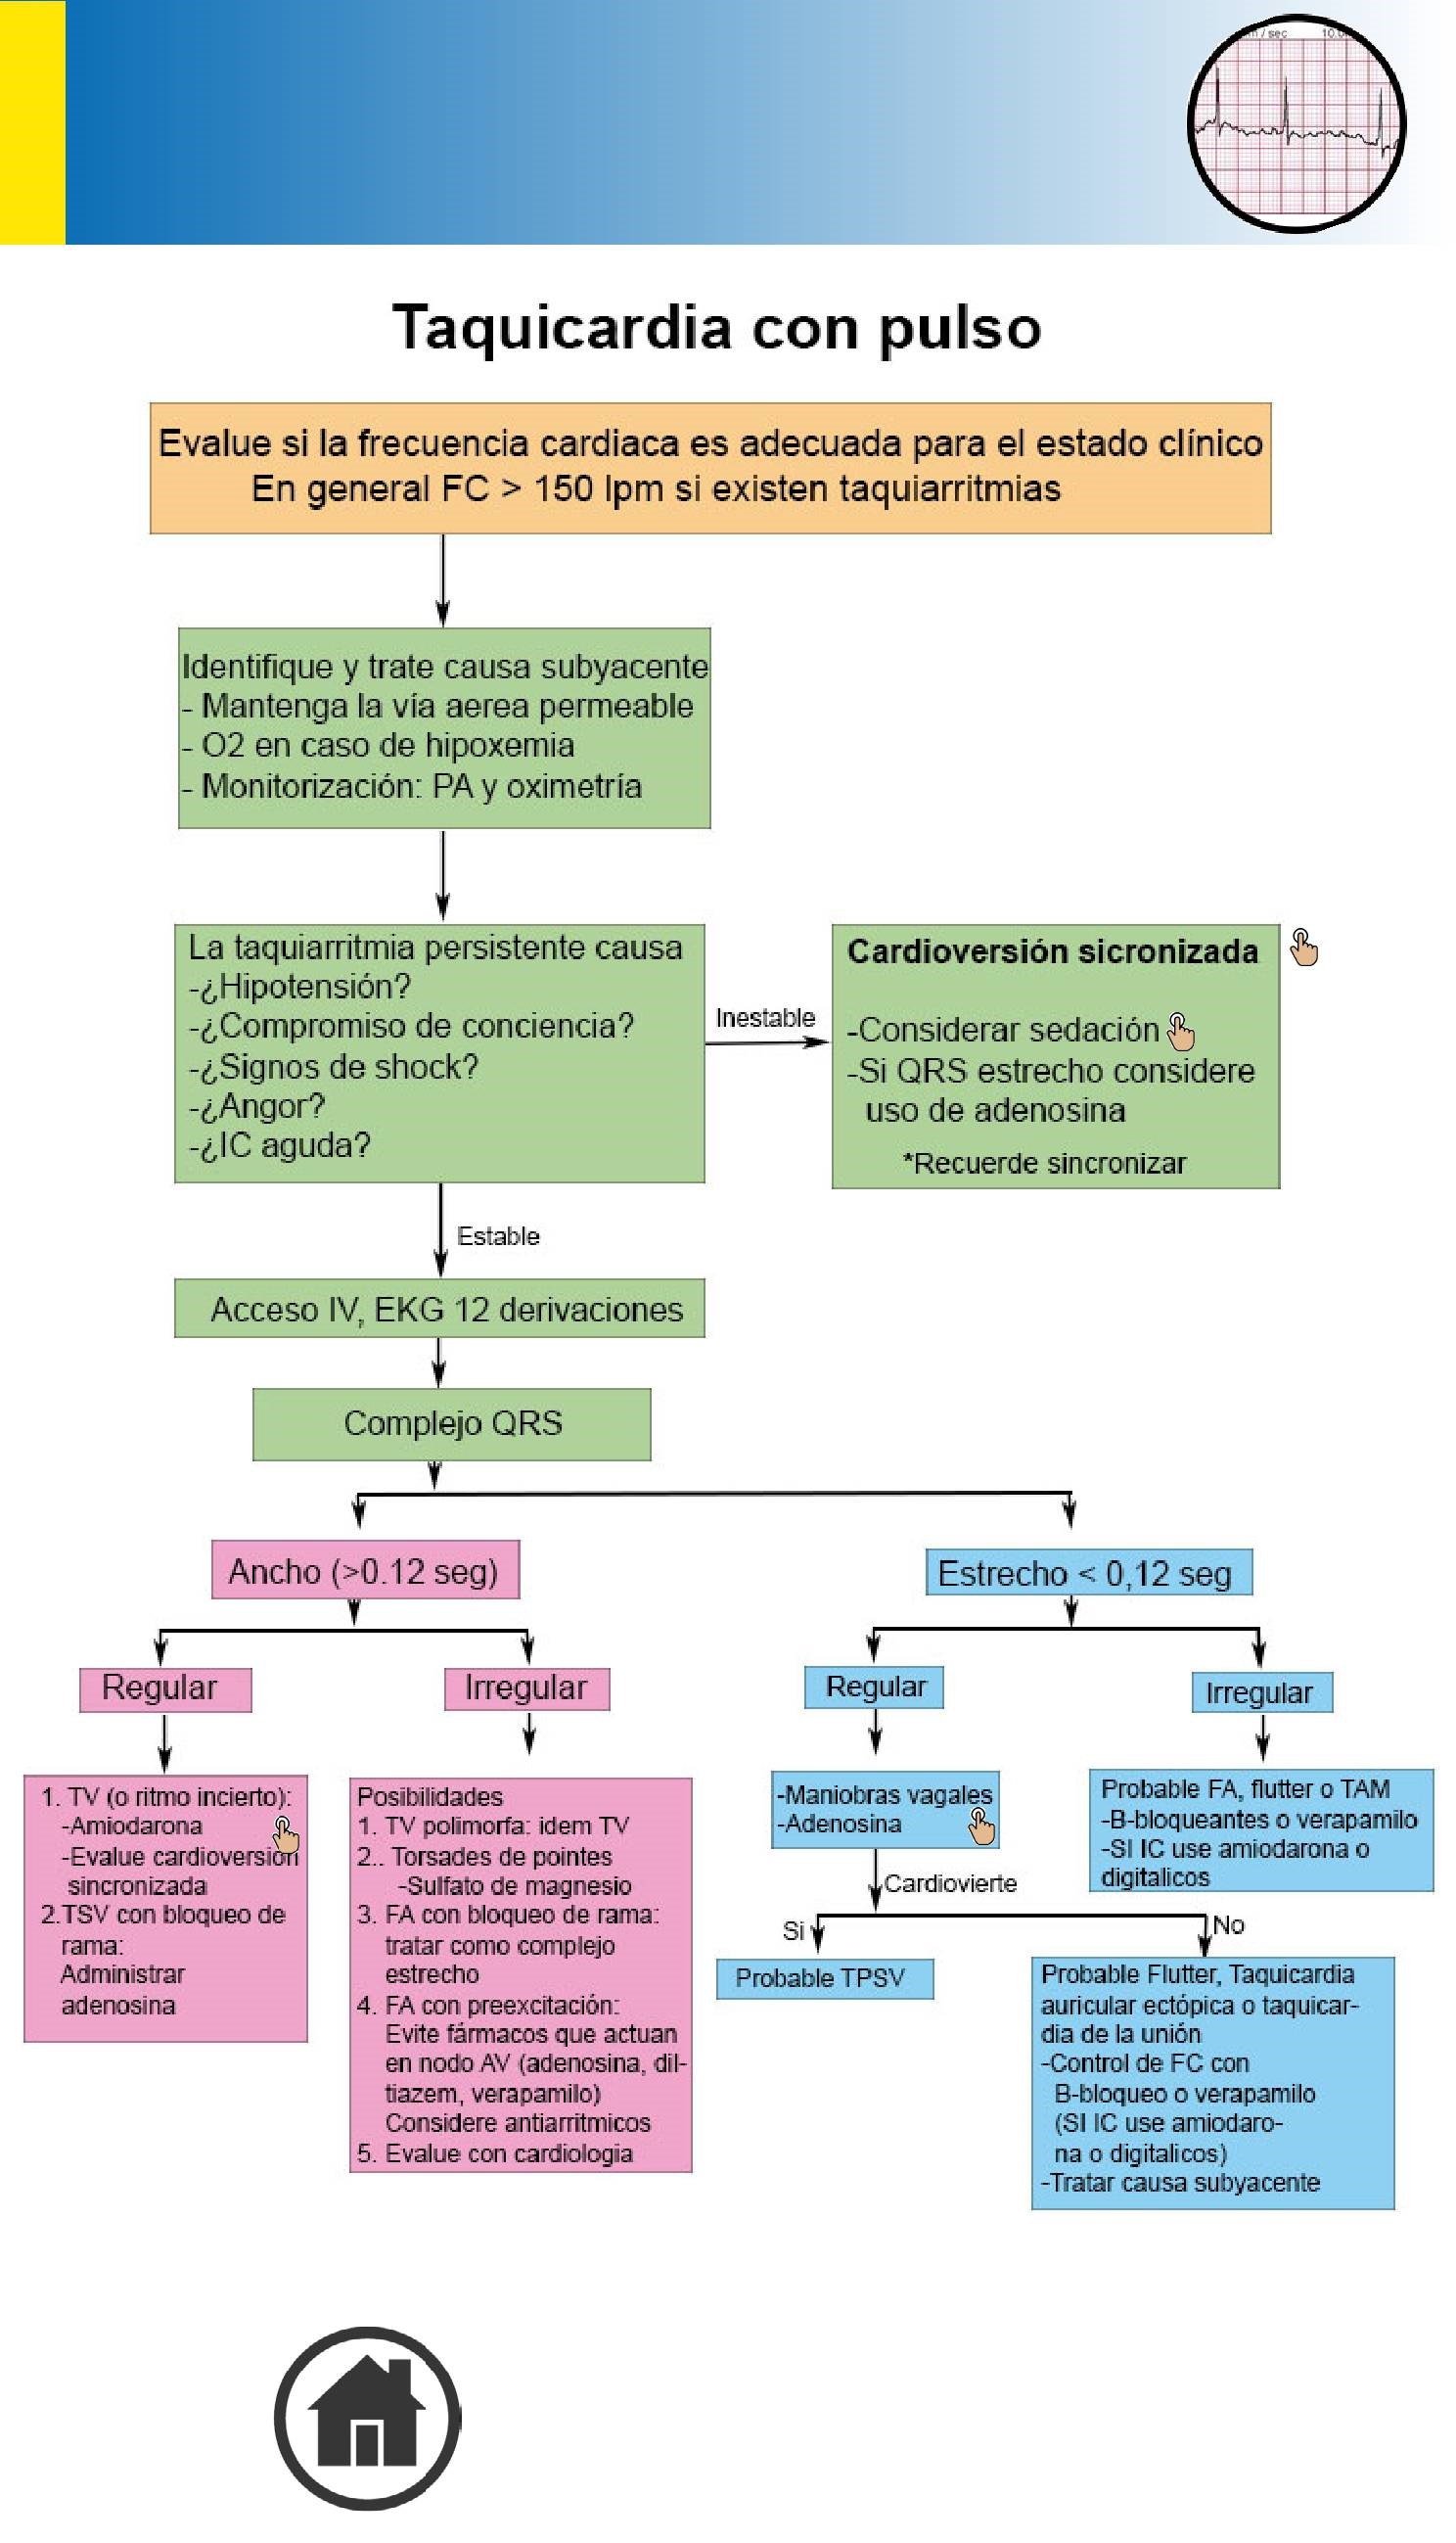 m / sec
Taquicardia con pulso
Evalue si la frecuencia cardiaca es adecuada para el estado clínico
En general FC > 150 lpm si existen taquiarritmias
Identifique y trate causa subyacente
- Mantenga la vía aerea permeable
- O2 en caso de hipoxemia
- Monitorización: PA y oximetría
La taquiarritmia persistente causa
-¿Hipotensión?
-¿Compromiso de conciencia?
-¿Signos de shock?
-¿Angor?
-¿IC aguda?
Inestable
Cardioversión sicronizada
-Considerar sedación
-Si QRS estrecho considere
uso de adenosina
*Recuerde sincronizar
Estable
Acceso IV, EKG 12 derivaciones
Complejo QRS
Ancho (>0.12 seg)
Regular
Irregular
1. TV (o ritmo incierto):
-Amiodarona
-Evalue cardioversión
sincronizada
2.TSV con bloqueo de
rama:
Administrar
adenosina
Posibilidades
1. TV polimorfa: idem TV
2.. Torsades de pointes
-Sulfato de magnesio
3. FA con bloqueo de rama:
tratar como complejo
estrecho
4. FA con preexcitación:
Evite fármacos que actuan
en nodo AV (adenosina, dil-
tiazem, verapamilo)
Considere antiarritmicos
5. Evalue con cardiologia
Estrecho < 0,12 seg
Regular
Irregular
-Maniobras vagales
-Adenosina
Probable FA, flutter o TAM
-B-bloqueantes o verapamilo
-SI IC use amiodarona o
digitalicos
Cardiovierte
Si
No
Probable TPSV
Probable Flutter, Taquicardia
auricular ectópica o taquicar-
dia de la unión
-Control de FC con
B-bloqueo o verapamilo
(SI IC use amiodaro-
na o digitalicos)
-Tratar causa subyacente